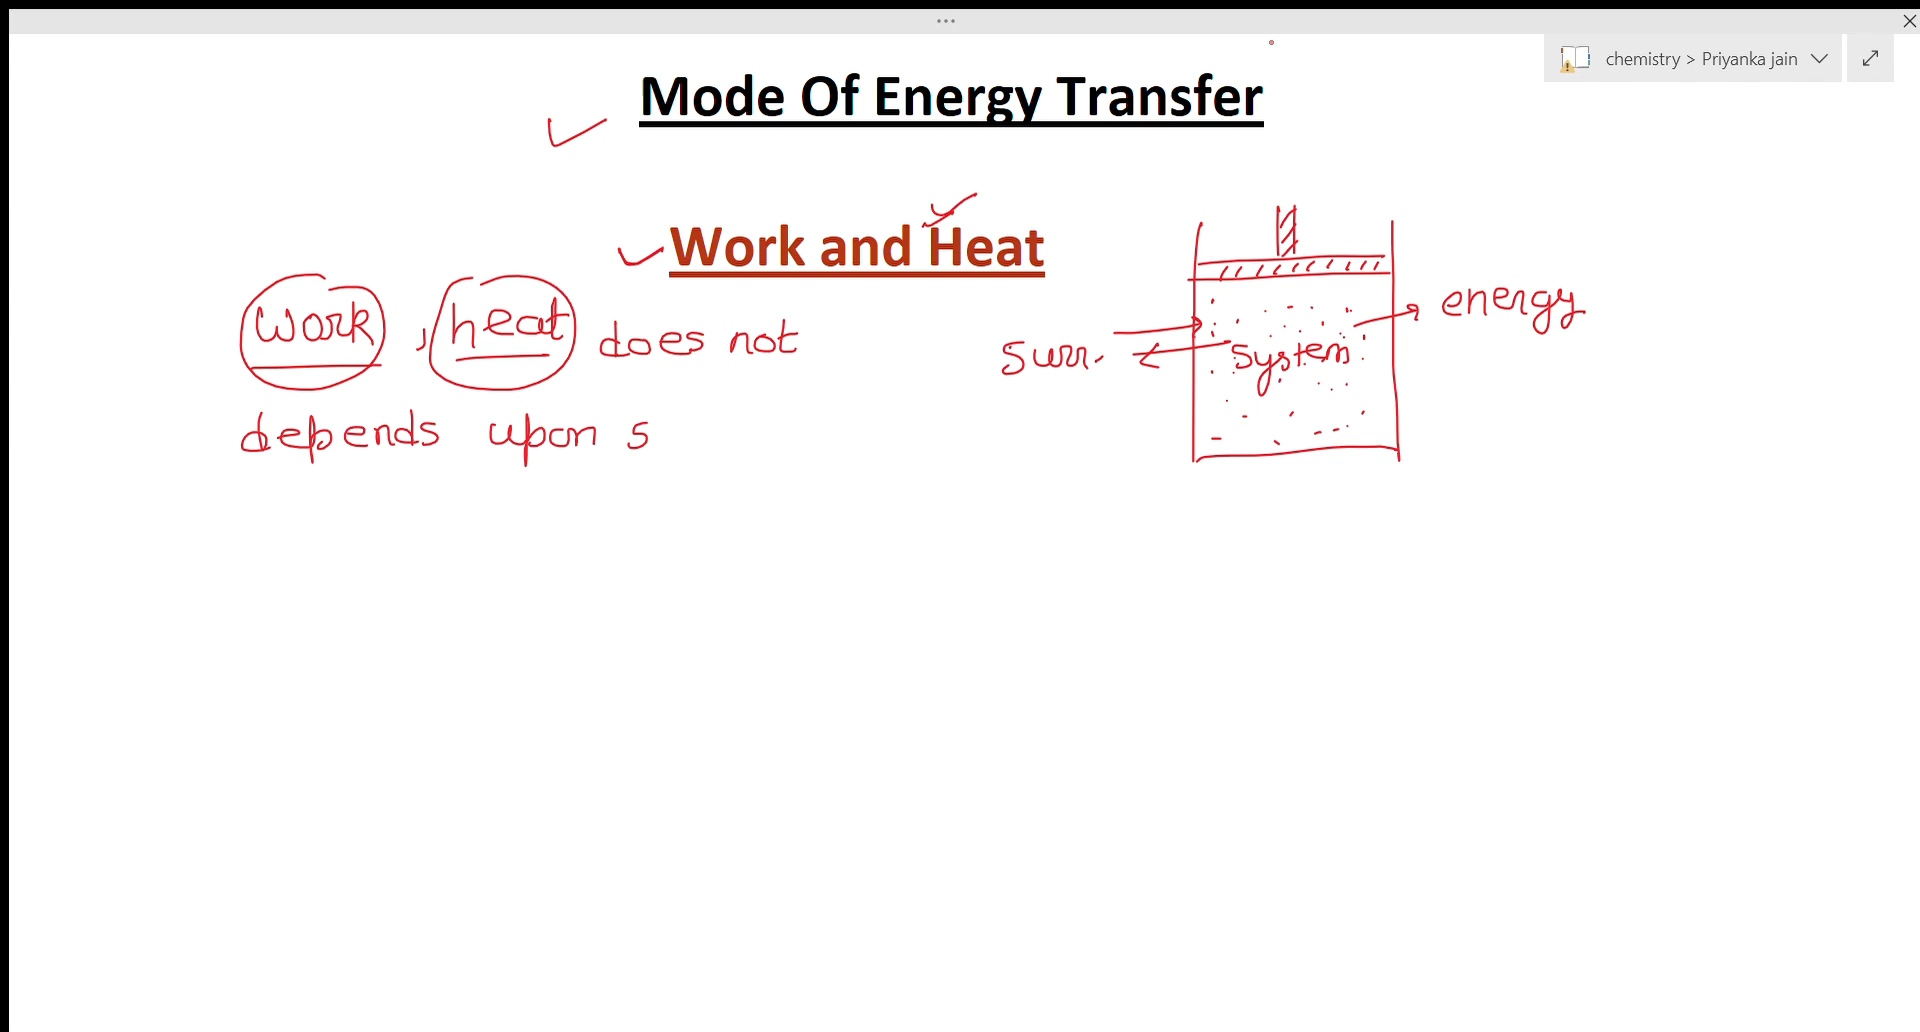 chemistry > Priyanka jain
Mode Of Energy Transfer
Work and Heat
work, heat does not
depends upon s
energy
surr.
system